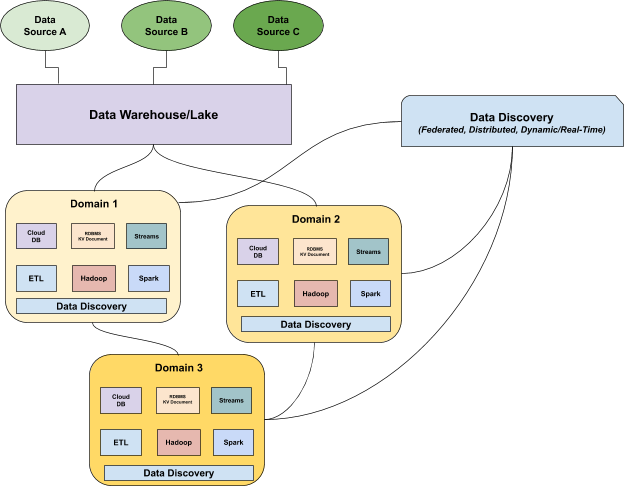 Data
Source A
Data
Source B
Data
Source C
Data Warehouse/Lake
Data Discovery
(Federated, Distributed, Dynamic/Real-Time)
Domain 1
Cloud
DB
RDBMS
KV Document
Streams
ETL
Hadoop
Spark
Data Discovery
Domain 2
Cloud
DB
RDBMS
KV Document
Streams
ETL
Hadoop
Spark
Data Discovery
Domain 3
Cloud
DB
RDBMS
KV Document
Streams
ETL
Hadoop
Spark
Data Discovery